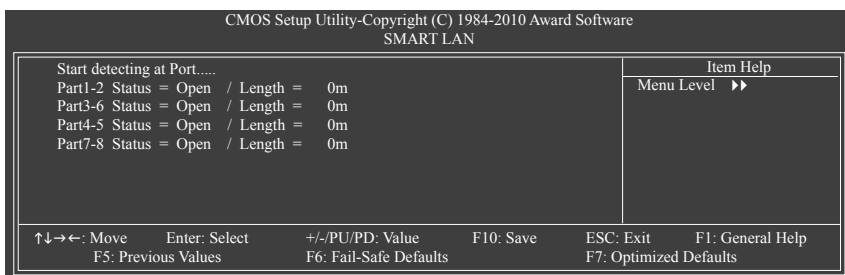 CMOS Setup Utility-Copyright (C) 1984-2010 Award Software
SMART LAN
Start detecting at Port.....
Part1-2 Status = Open / Length = 0m
Part3-6 Status = Open / Length = 0m
Part4-5 Status = Open / Length = 0m
Part7-8 Status = Open / Length = 0m
Item Help
Menu Level ▶▶
↑↓→←: Move Enter: Select +/-/PU/PD: Value F10: Save ESC: Exit F1: General Help
F5: Previous Values F6: Fail-Safe Defaults F7: Optimized Defaults